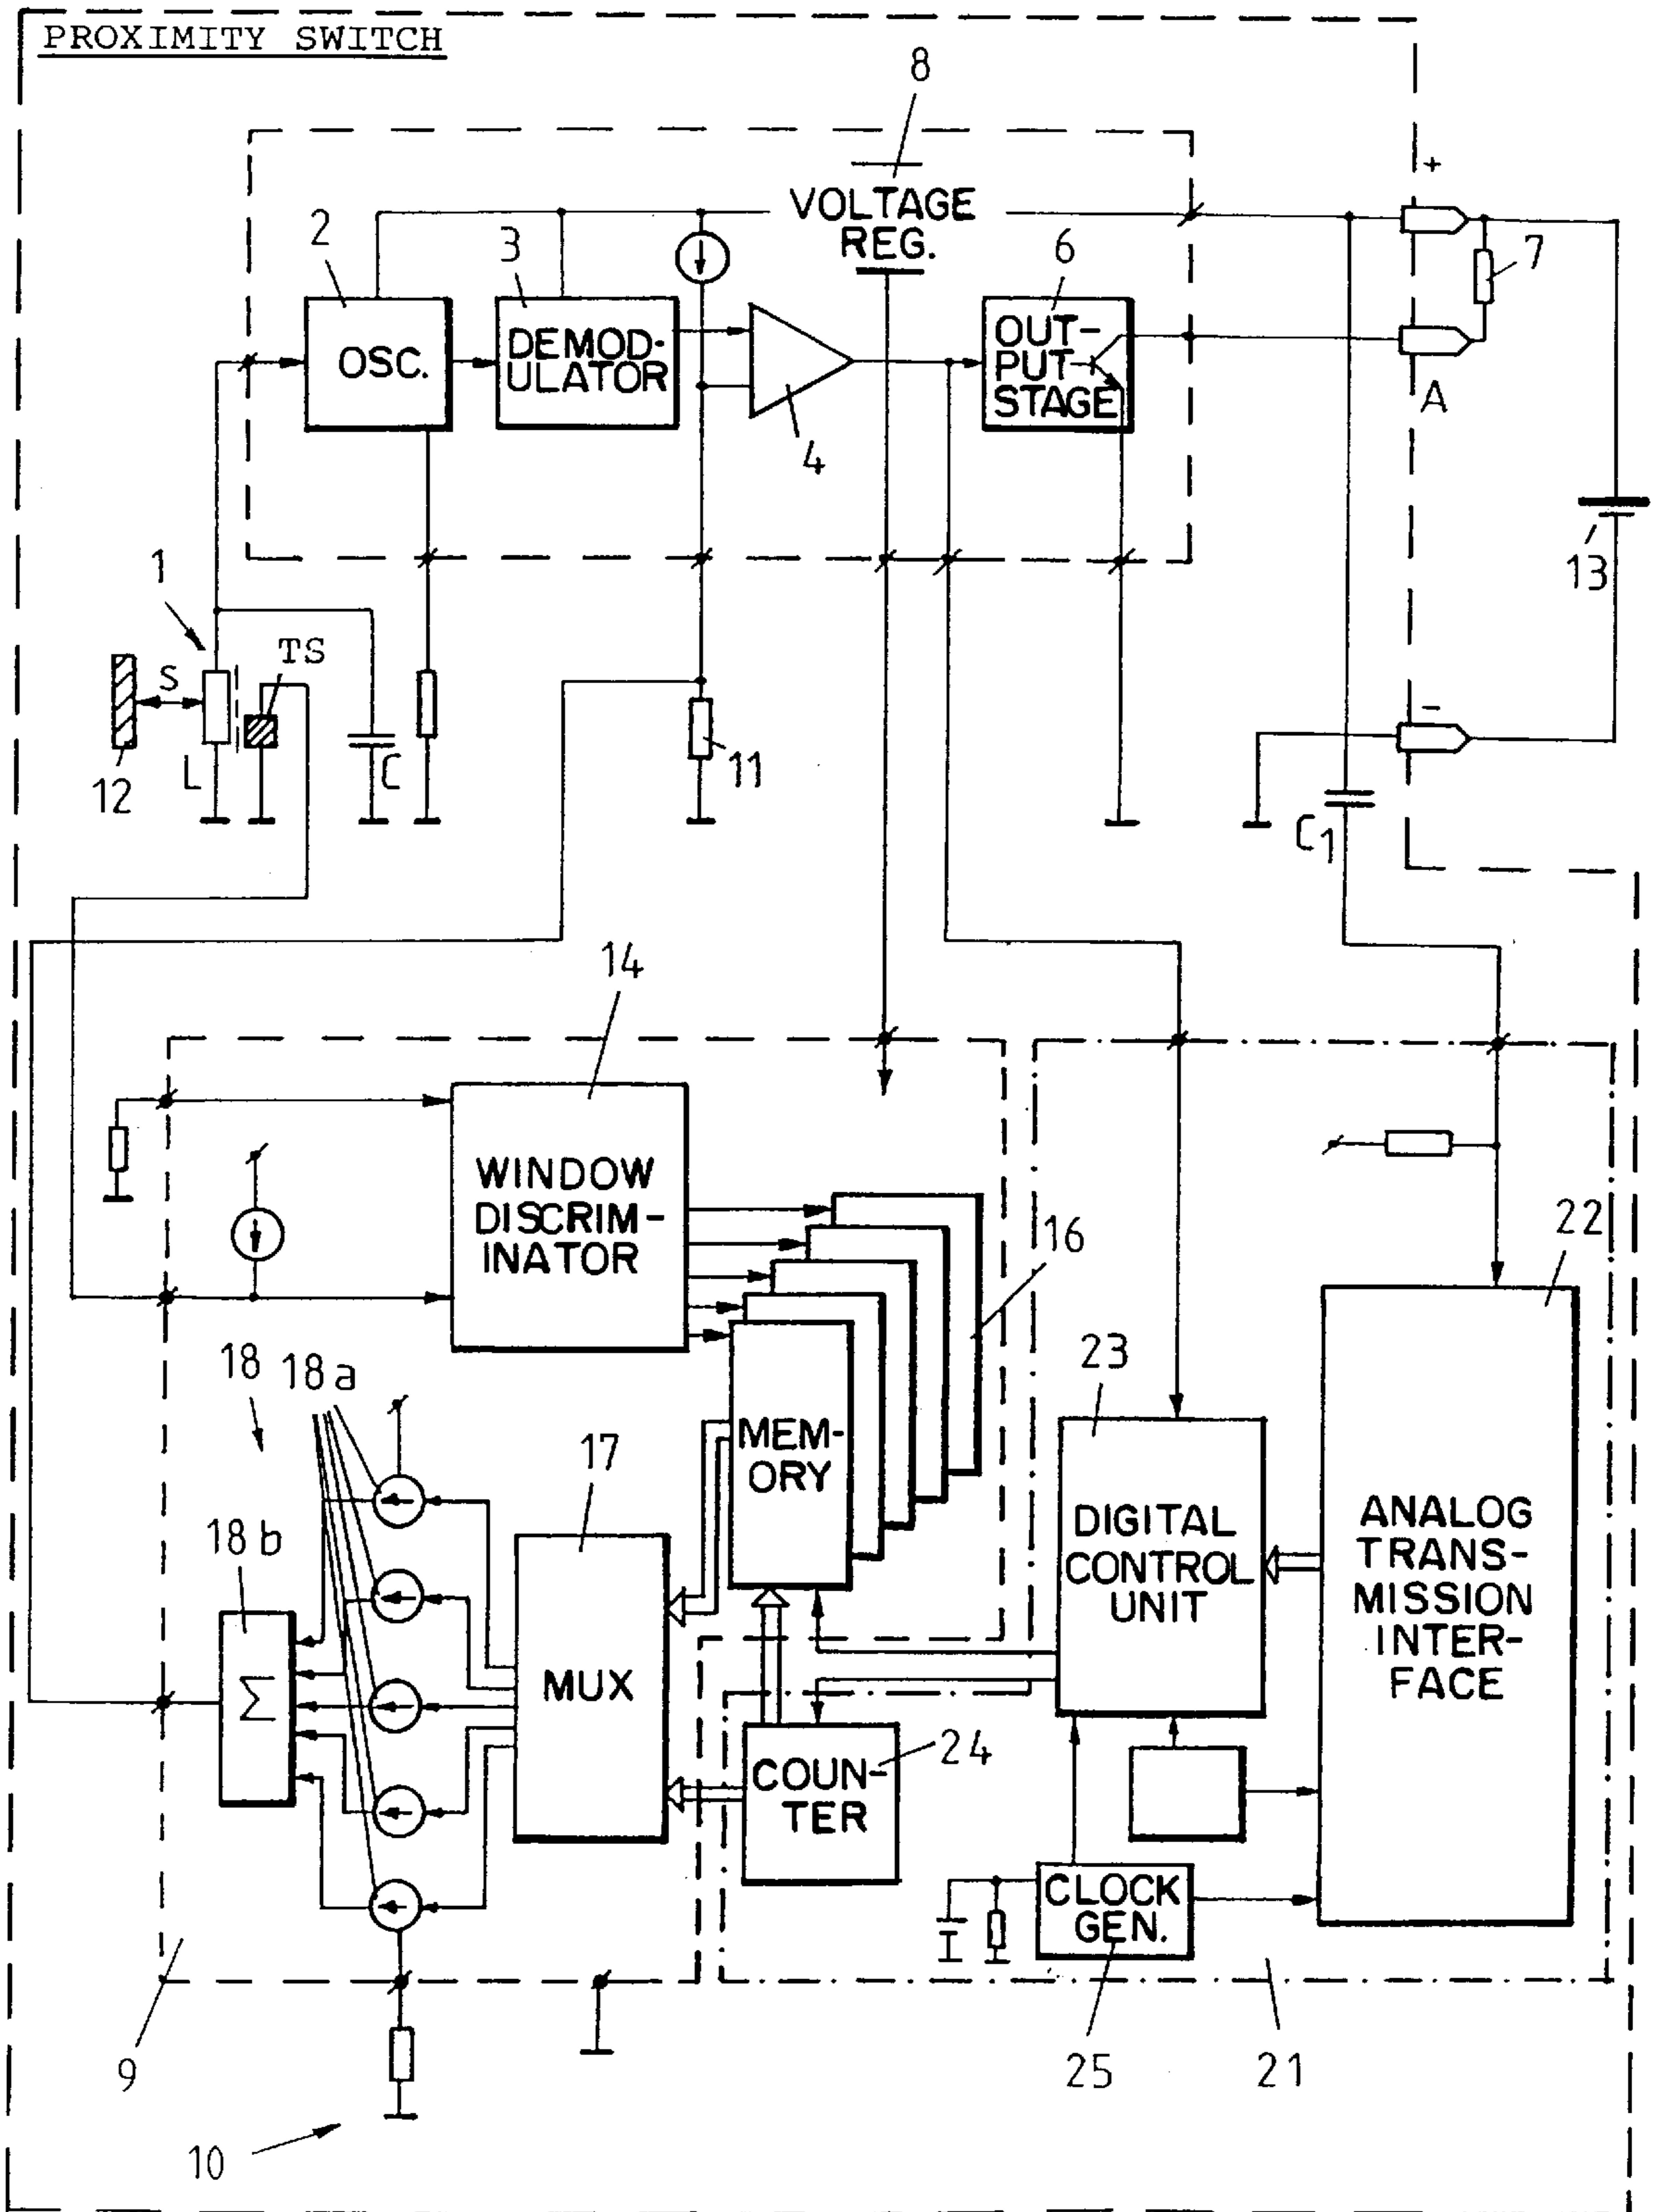 PROXIMITY SWITCH
8
+
VOLTAGE
REG.
2
3
6
7
OSC.
DEMOD-
ULATOR
OUT-
PUT
STAGE
4
A
13
1
TS
S
-
12
L
C
11
C1
14
WINDOW
DISCRIM-
INATOR
16
22
18
18a
23
MEM-
ORY
17
18b
DIGITAL
CONTROL
UNIT
ANALOG
TRANS-
MISSION
INTER-
FACE
Σ
MUX
24
COUN-
TER
CLOCK
GEN.
9
25
21
10